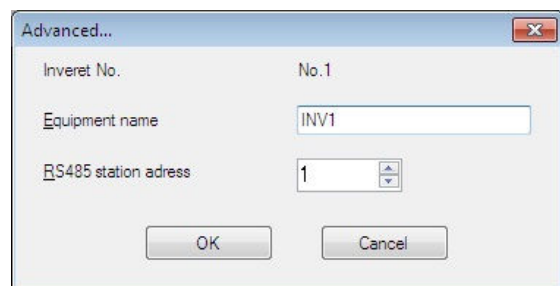 Advanced...
Inveret No. No.1
Equipment name INV1
RS485 station adress 1
OK Cancel